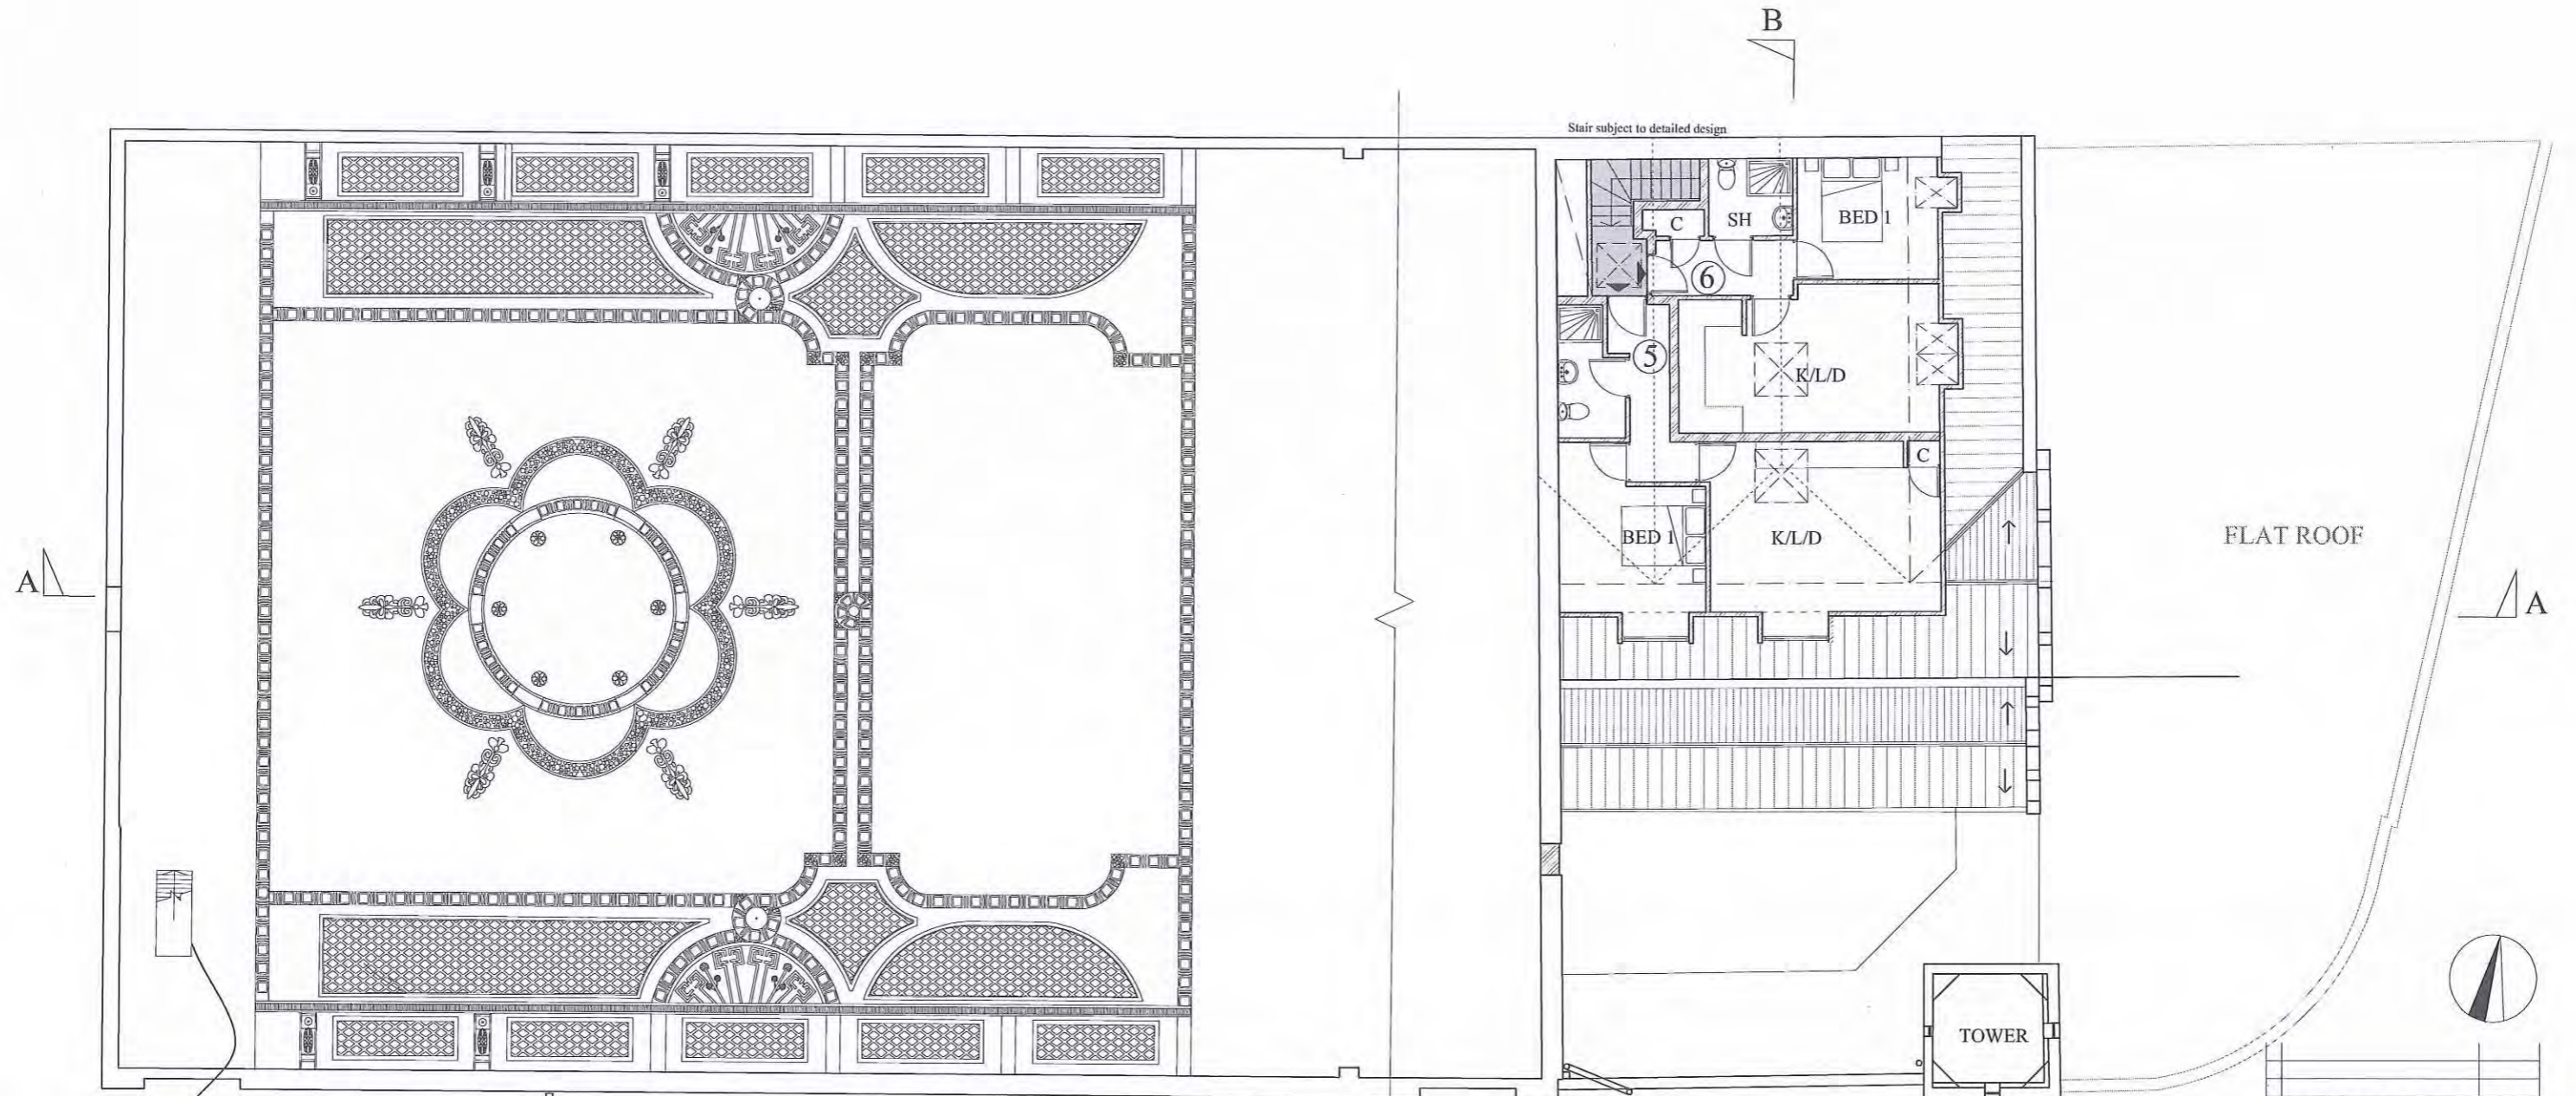 B
Stair subject to detailed design
C
SH
BED 1
6
5
K/L/D
C
BED 1
K/L/D
FLAT ROOF
A
A
TOWER